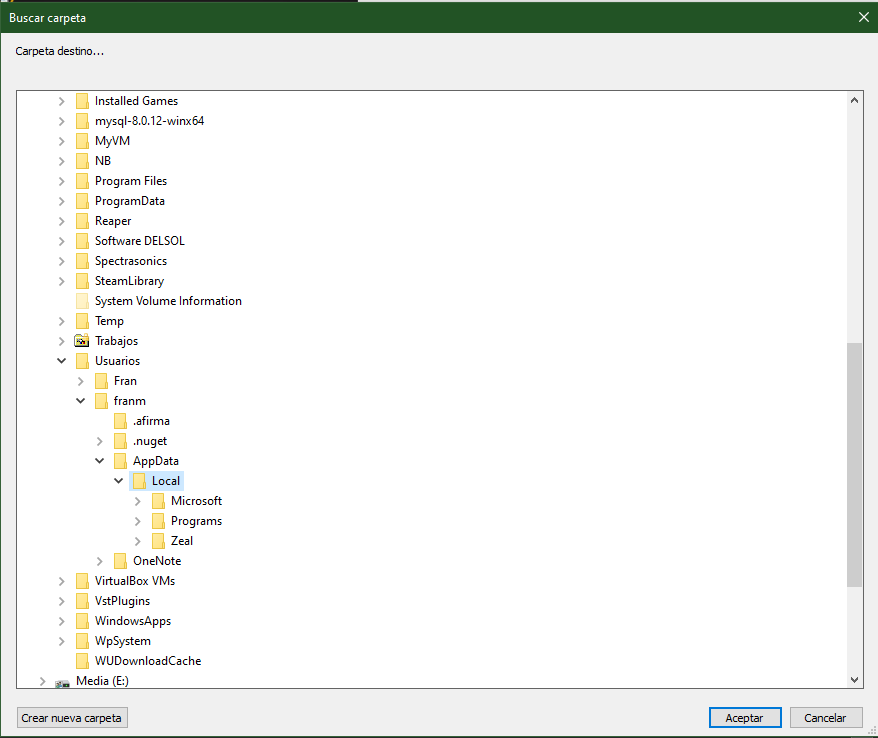 Buscar carpeta
Carpeta destino...
Installed Games
mysql-8.0.12-winx64
MyVM
NB
Program Files
ProgramData
Reaper
Software DELSOL
Spectrasonics
SteamLibrary
System Volume Information
Temp
Trabajos
Usuarios
Fran
franm
.afirma
.nuget
AppData
Local
Microsoft
Programs
Zeal
OneNote
VirtualBox VMs
VstPlugins
WindowsApps
WpSystem
WUDownloadCache
Media (E:)
Crear nueva carpeta
Aceptar
Cancelar